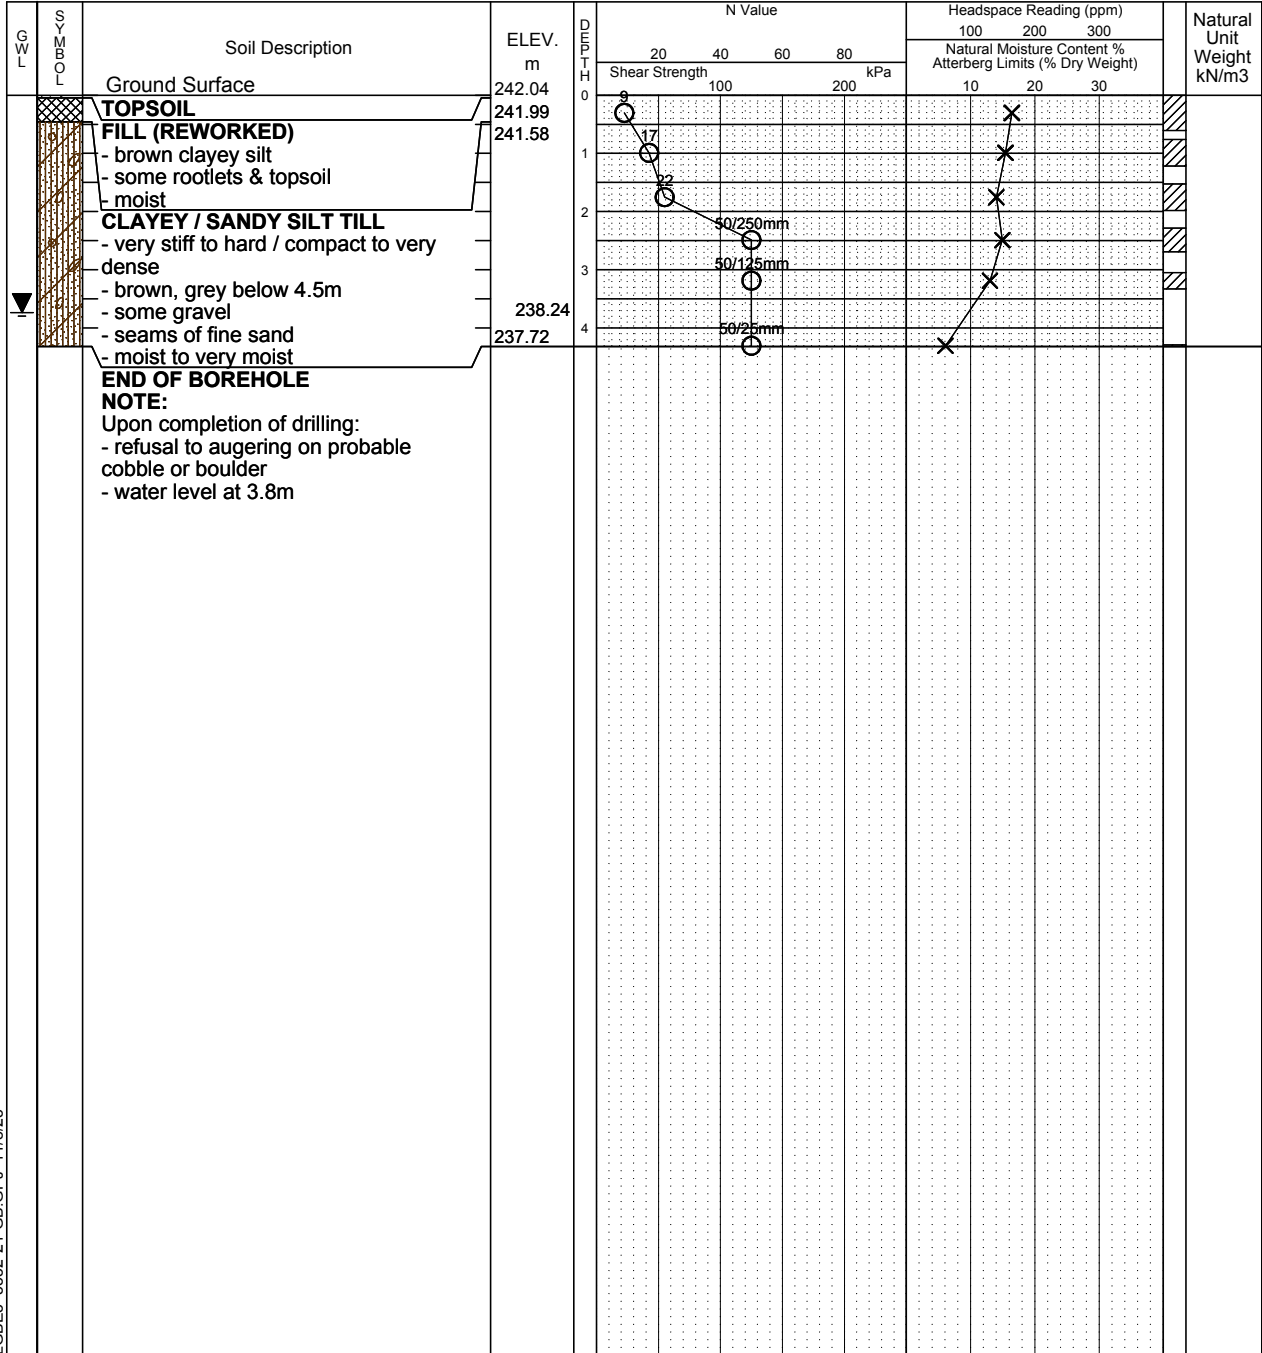 GWL
SYMBOL
Soil Description
ELEV.
m
DEPTH
N Value
20 40 60 80
Shear Strength kPa
100 200
Headspace Reading (ppm)
100 200 300
Natural Moisture Content %
Atterberg Limits (% Dry Weight)
10 20 30
Natural
Unit
Weight
kN/m3
Ground Surface 242.04 0
TOPSOIL 241.99
9
FILL (REWORKED) 241.58
17
- brown clayey silt 1
- some rootlets & topsoil
22
- moist
2
CLAYEY / SANDY SILT TILL
50/250mm
- very stiff to hard / compact to very
dense
50/125mm
3
- brown, grey below 4.5m
- some gravel 238.24
- seams of fine sand 237.72
4
50/25mm
- moist to very moist
END OF BOREHOLE
NOTE:
Upon completion of drilling:
- refusal to augering on probable
cobble or boulder
- water level at 3.8m